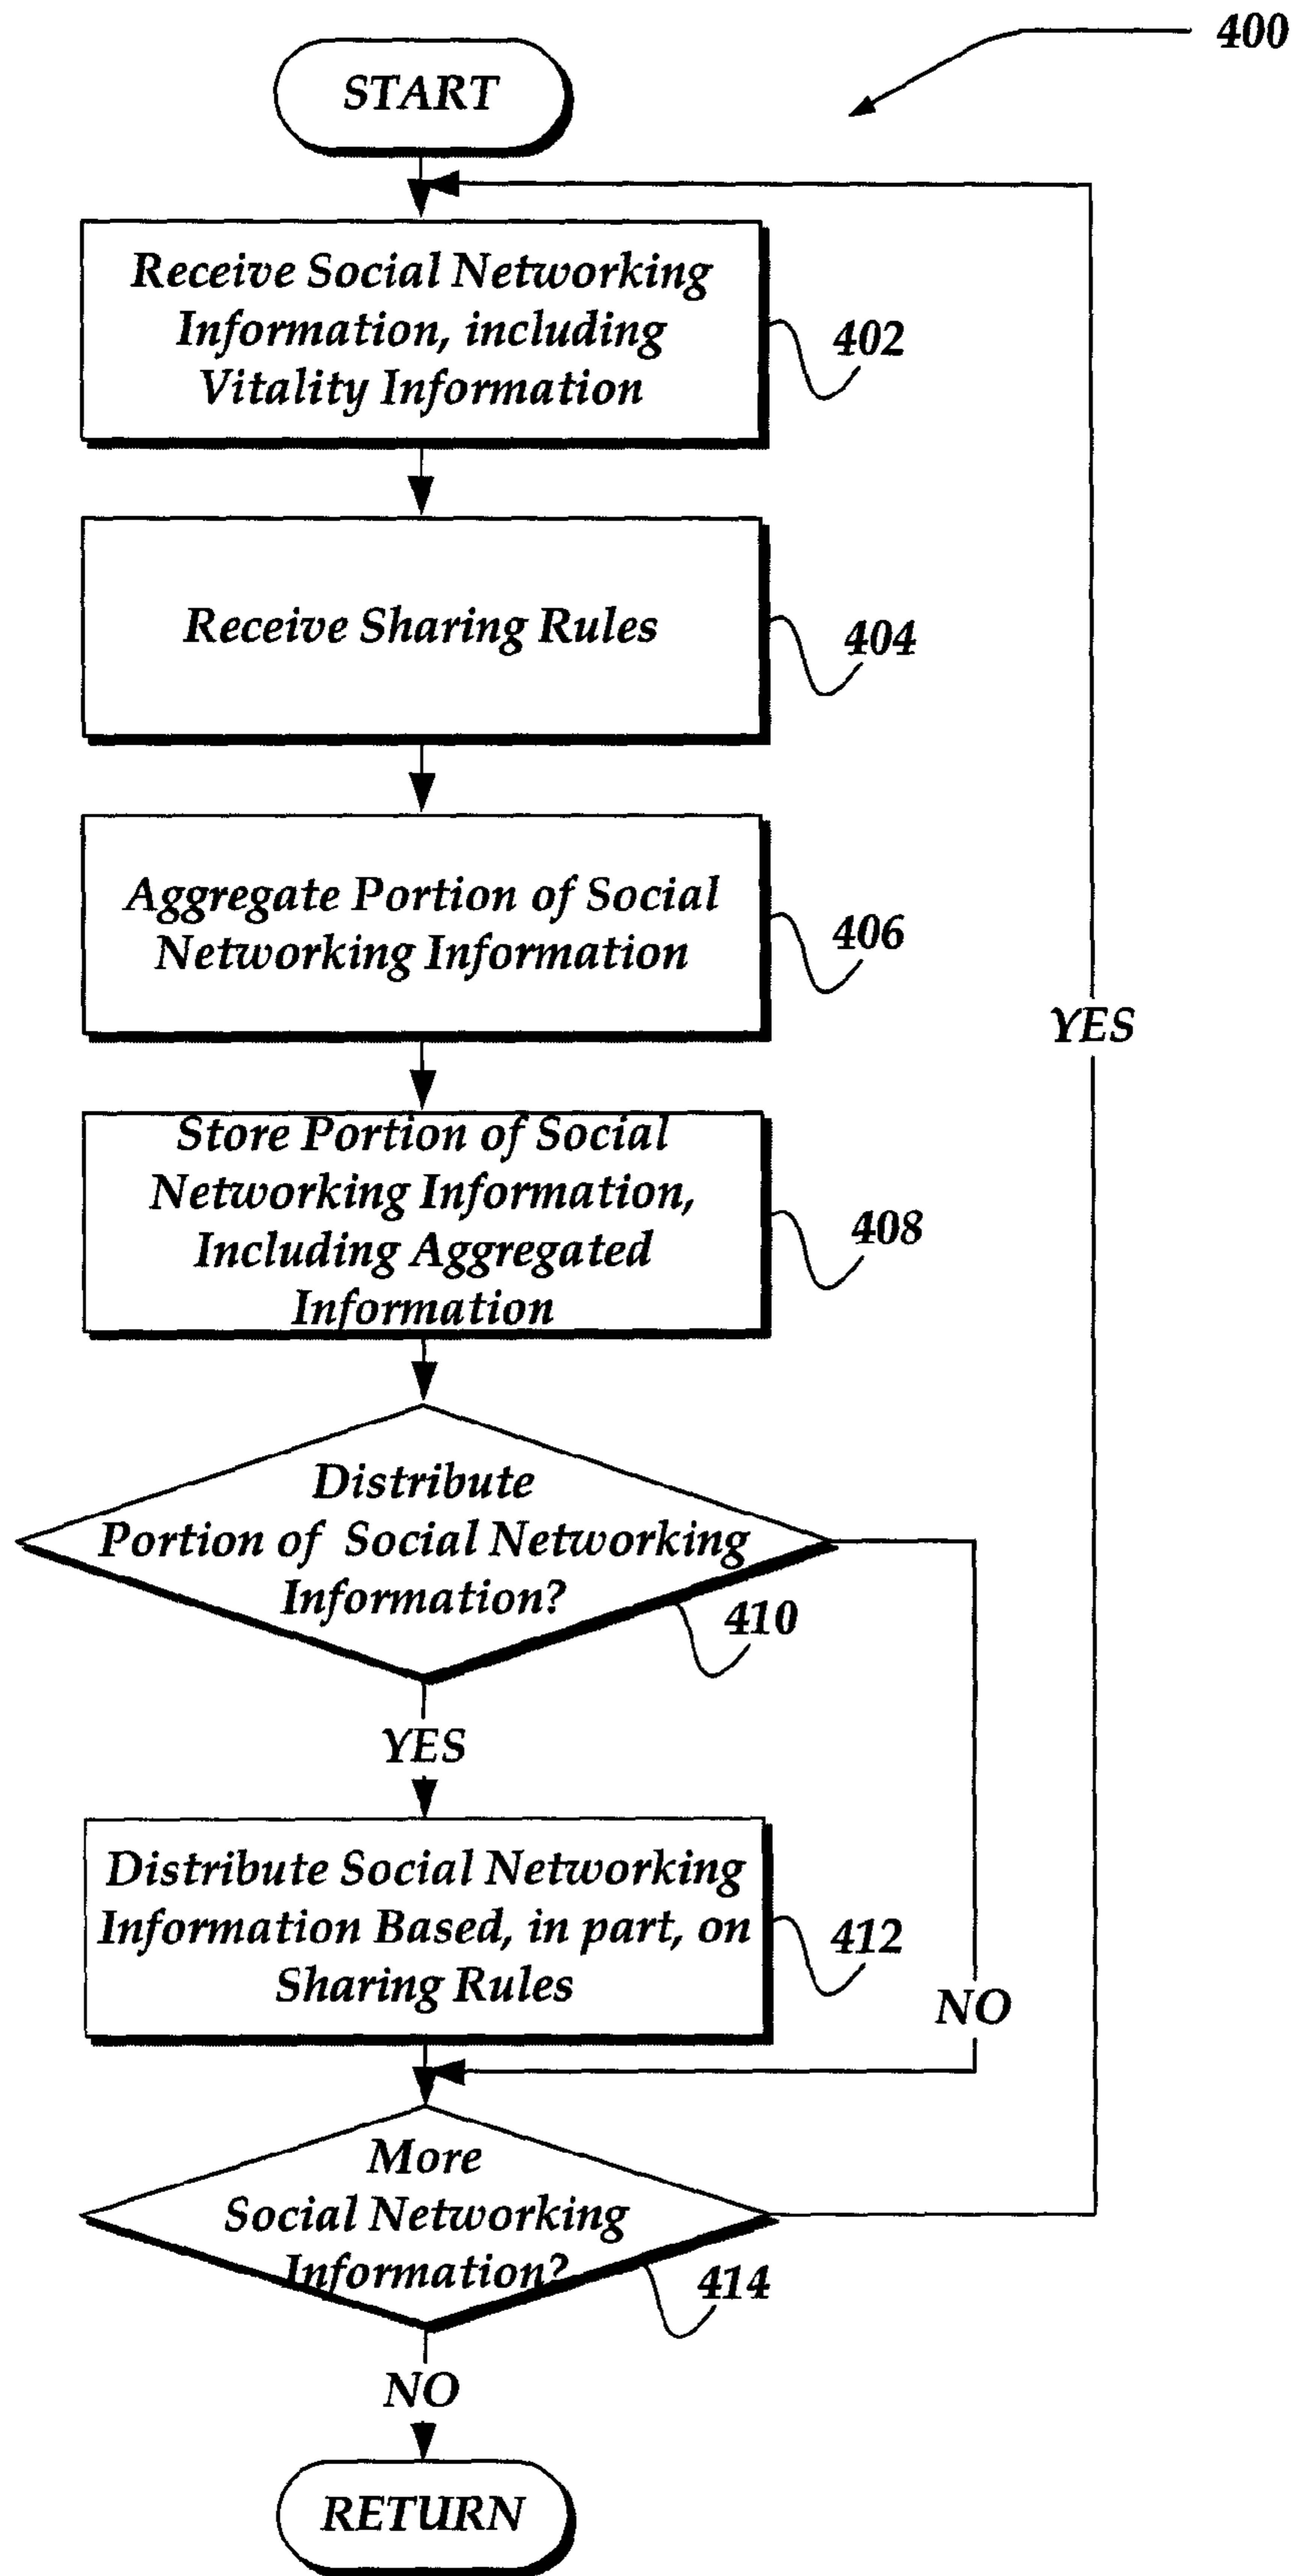 400
START
Receive Social Networking
Information, including
Vitality Information
402
Receive Sharing Rules
404
Aggregate Portion of Social
Networking Information
406
YES
Store Portion of Social
Networking Information,
Including Aggregated
Information
408
Distribute
Portion of Social Networking
Information?
410
YES
Distribute Social Networking
Information Based, in part, on
Sharing Rules
412
NO
More
Social Networking
Information?
414
NO
RETURN